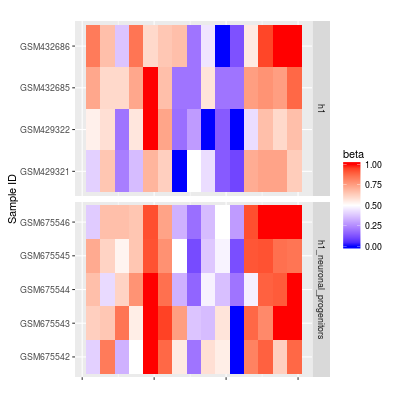 Sample ID
GSM432686
GSM432685
GSM429322
GSM429321
h1
GSM675546
GSM675545
GSM675544
GSM675543
GSM675542
h1_neuronal_progenitors
beta
1.00
0.75
0.50
0.25
0.00